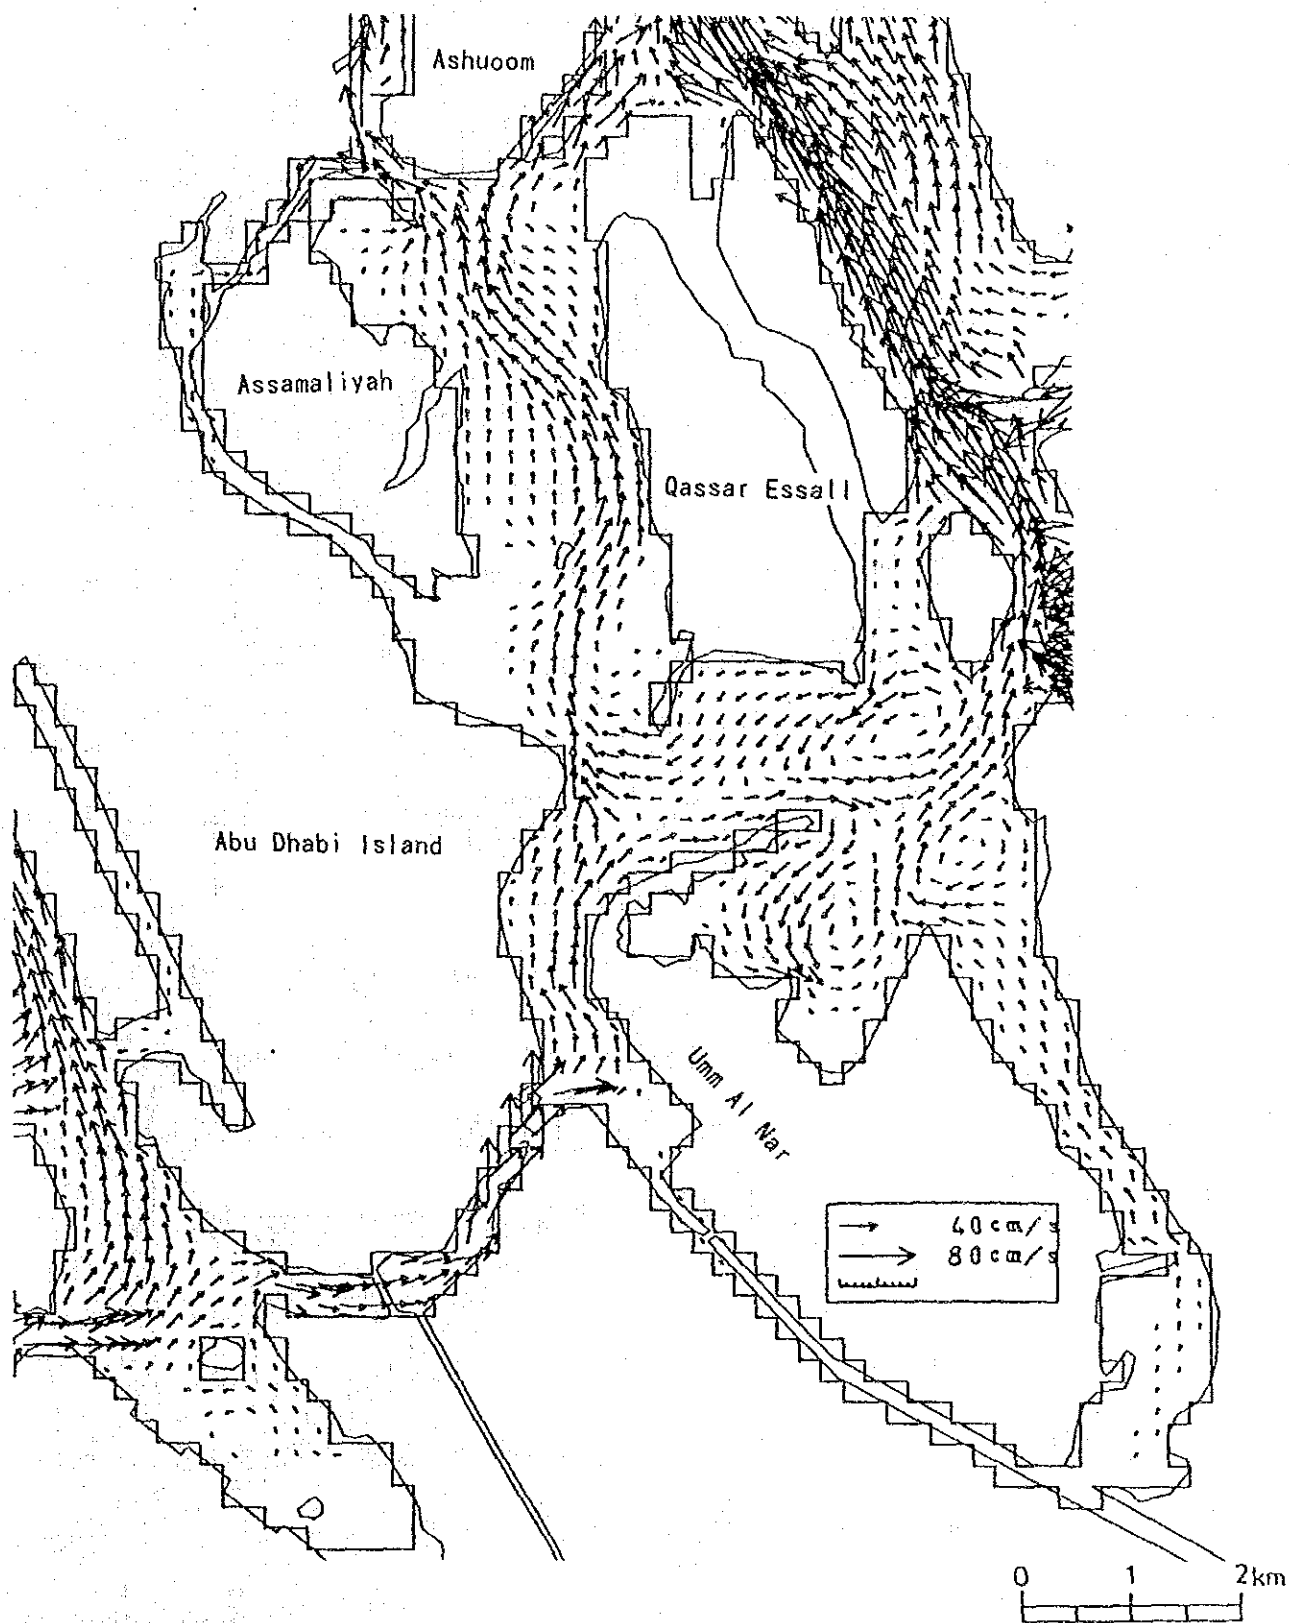 Ashuoom
Assamaliyah
Qassar Essall
Abu Dhabi Island
Umm Al Nar
40cm/s
80cm/s
0 1 2km